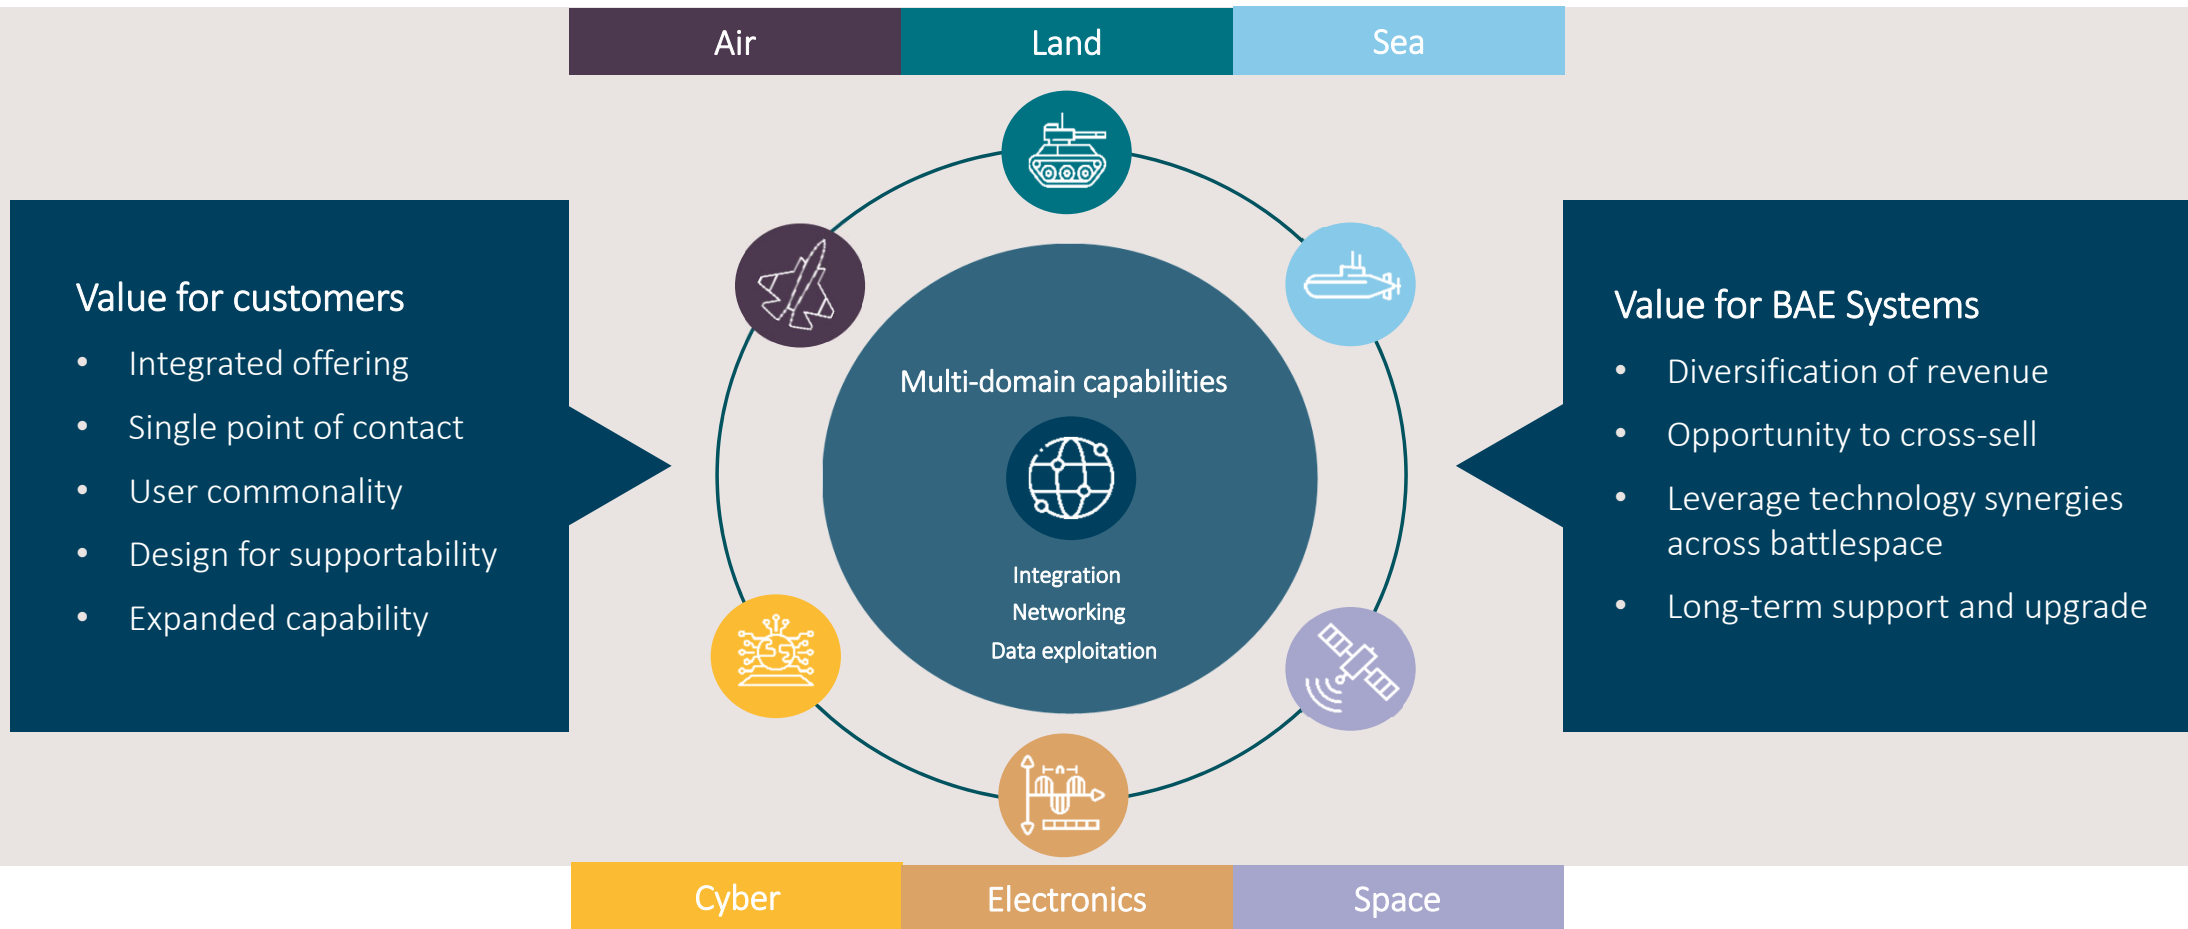 Air
Land
Sea
Value for customers
• Integrated offering
• Single point of contact
• User commonality
• Design for supportability
• Expanded capability
Multi-domain capabilities
Integration
Networking
Data exploitation
Value for BAE Systems
• Diversification of revenue
• Opportunity to cross-sell
• Leverage technology synergies
across battlespace
• Long-term support and upgrade
Cyber
Electronics
Space